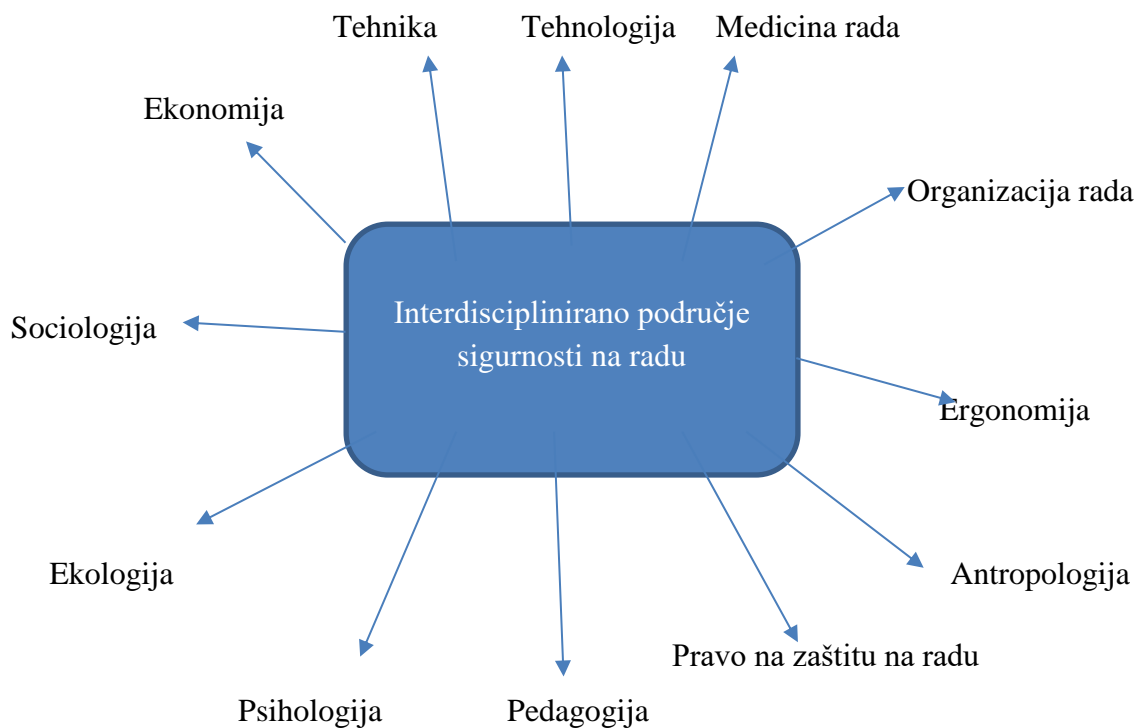 Tehnika
Tehnologija
Medicina rada
Ekonomija
Organizacija rada
Interdisciplinirano područje
sigurnosti na radu
Sociologija
Ergonomija
Ekologija
Antropologija
Pravo na zaštitu na radu
Psihologija
Pedagogija